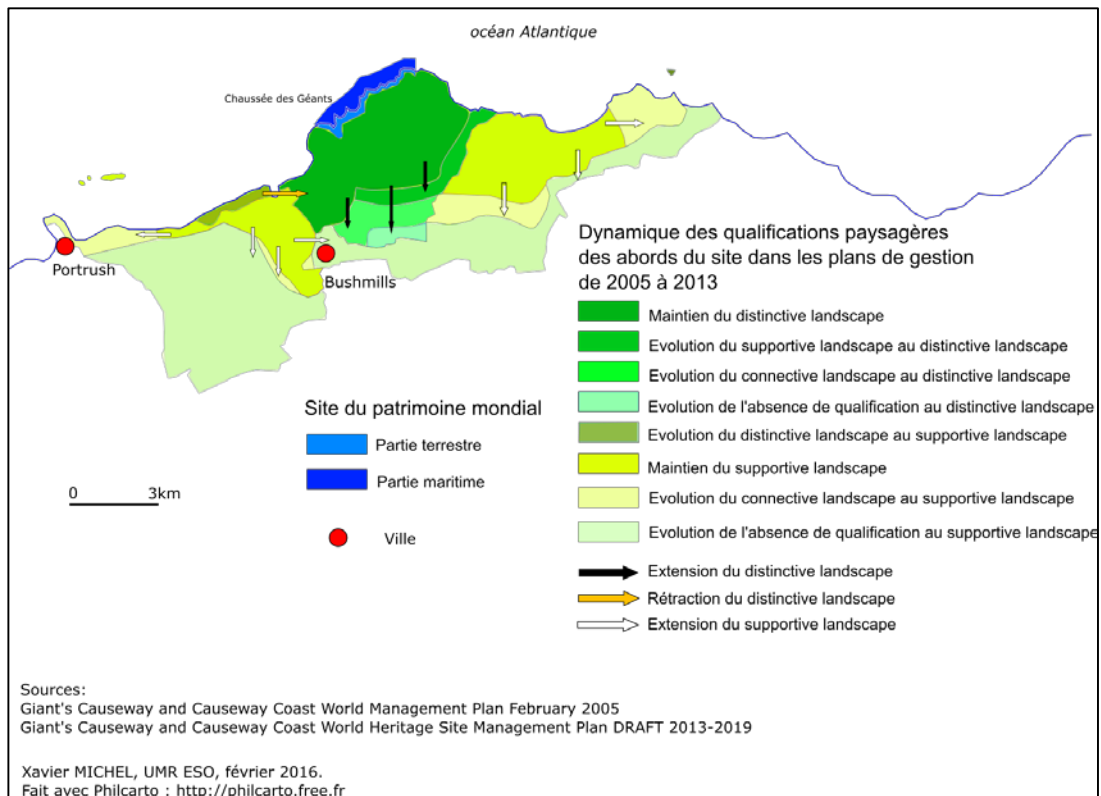 océan Atlantique
Chaussée des Géants
Portrush
Bushmills
Dynamique des qualifications paysagères
des abords du site dans les plans de gestion
de 2005 à 2013
Maintien du distinctive landscape
Evolution du supportive landscape au distinctive landscape
Evolution du connective landscape au distinctive landscape
Evolution de l'absence de qualification au distinctive landscape
Evolution du distinctive landscape au supportive landscape
Maintien du supportive landscape
Evolution du connective landscape au supportive landscape
Evolution de l'absence de qualification au supportive landscape
Extension du distinctive landscape
Rétraction du distinctive landscape
Extension du supportive landscape
Site du patrimoine mondial
Partie terrestre
Partie maritime
Ville
0 3km
Sources:
Giant's Causeway and Causeway Coast World Management Plan February 2005
Giant's Causeway and Causeway Coast World Heritage Site Management Plan DRAFT 2013-2019
Xavier MICHEL, UMR ESO, février 2016.
Fait avec Philcarto : http://philcarto.free.fr